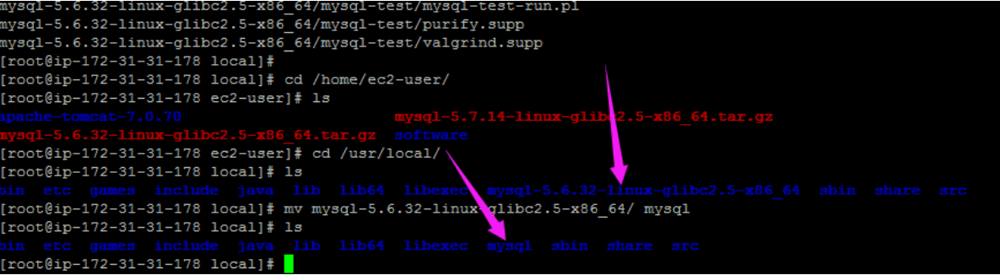 mysql-5.6.32-linux-glibc2.5-x86_64/mysql-test/mysql-test-run.pl
mysql-5.6.32-linux-glibc2.5-x86_64/mysql-test/purify.supp
mysql-5.6.32-linux-glibc2.5-x86_64/mysql-test/valgrind.supp
[root@ip-172-31-31-178 local]#
[root@ip-172-31-31-178 local]# cd /home/ec2-user/
[root@ip-172-31-31-178 ec2-user]# ls
apache-tomcat-7.0.70 mysql-5.7.14-linux-glibc2.5-x86_64.tar.gz
mysql-5.6.32-linux-glibc2.5-x86_64.tar.gz software
[root@ip-172-31-31-178 ec2-user]# cd /usr/local/
[root@ip-172-31-31-178 local]# ls
bin etc games include java lib lib64 libexec mysql-5.6.32-linux-glibc2.5-x86_64 sbin share src
[root@ip-172-31-31-178 local]# mv mysql-5.6.32-linux-glibc2.5-x86_64/ mysql
[root@ip-172-31-31-178 local]# ls
bin etc games include java lib lib64 libexec mysql sbin share src
[root@ip-172-31-31-178 local]#